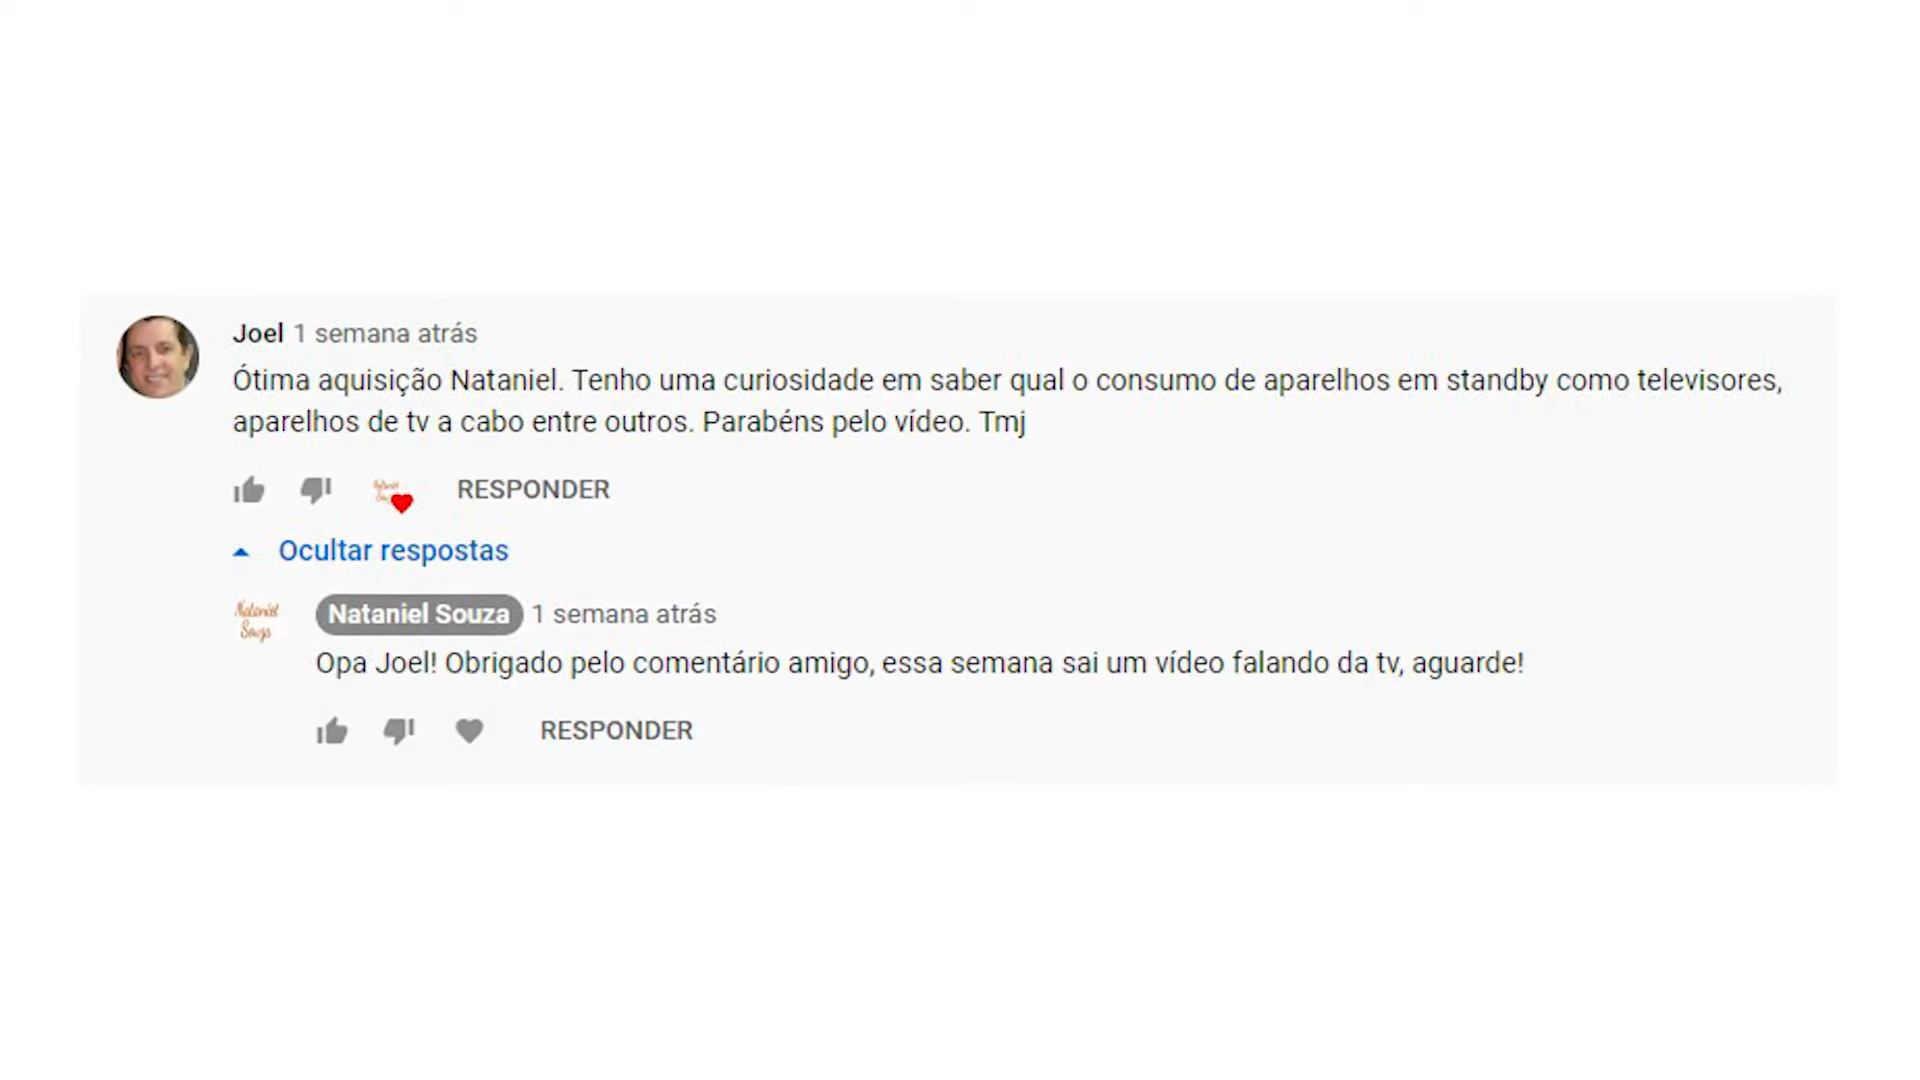 Joel 1 semana atrás
Ótima aquisição Nataniel. Tenho uma curiosidade em saber qual o consumo de aparelhos em standby como televisores,
aparelhos de tv a cabo entre outros. Parabéns pelo vídeo. Tmj
RESPONDER
Ocultar respostas
Nataniel
Souza
Nataniel Souza 1 semana atrás
Opa Joel! Obrigado pelo comentário amigo, essa semana sai um vídeo falando da tv, aguarde!
RESPONDER